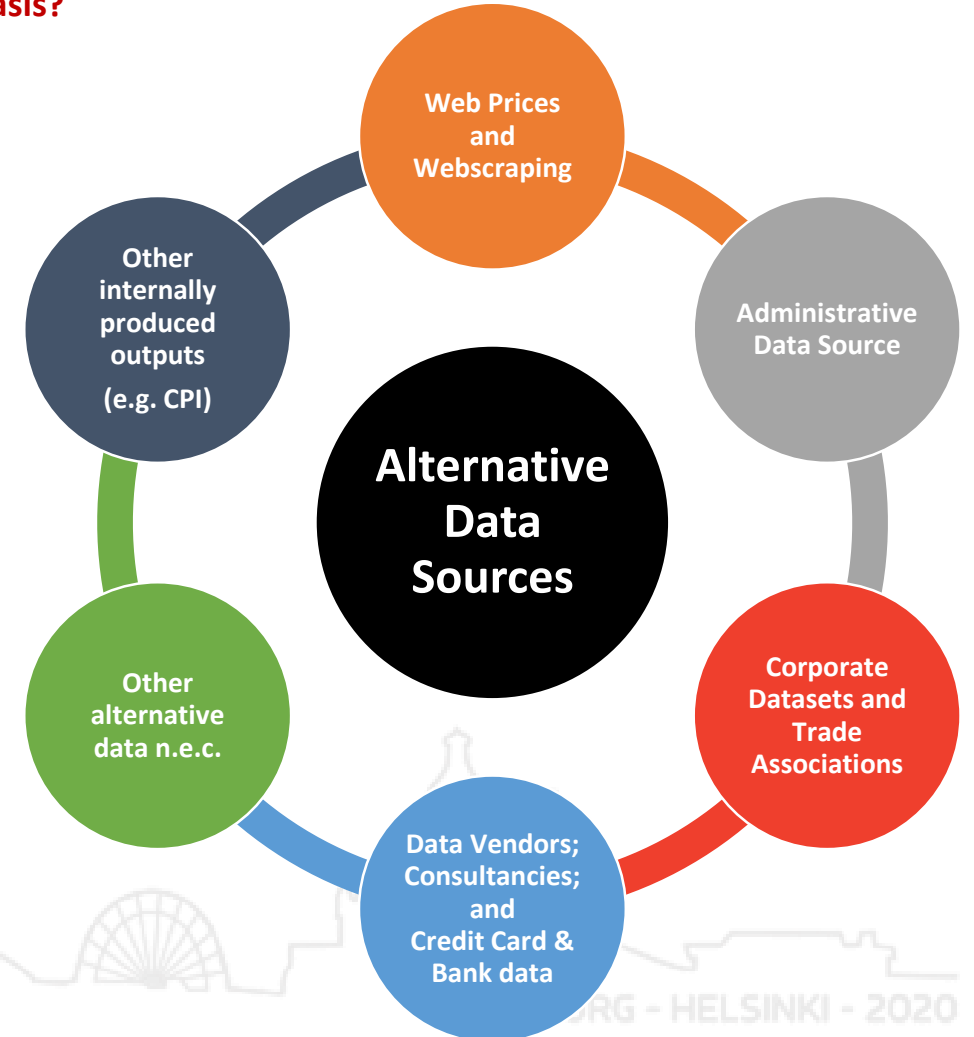 asis?
Web Prices
and
Webscraping
Administrative
Data Source
Corporate
Datasets and
Trade
Associations
Data Vendors;
Consultancies;
and
Credit Card &
Bank data
Other
alternative
data n.e.c.
Other
internally
produced
outputs
(e.g. CPI)
Alternative
Data
Sources
RG - HELSINKI - 2020